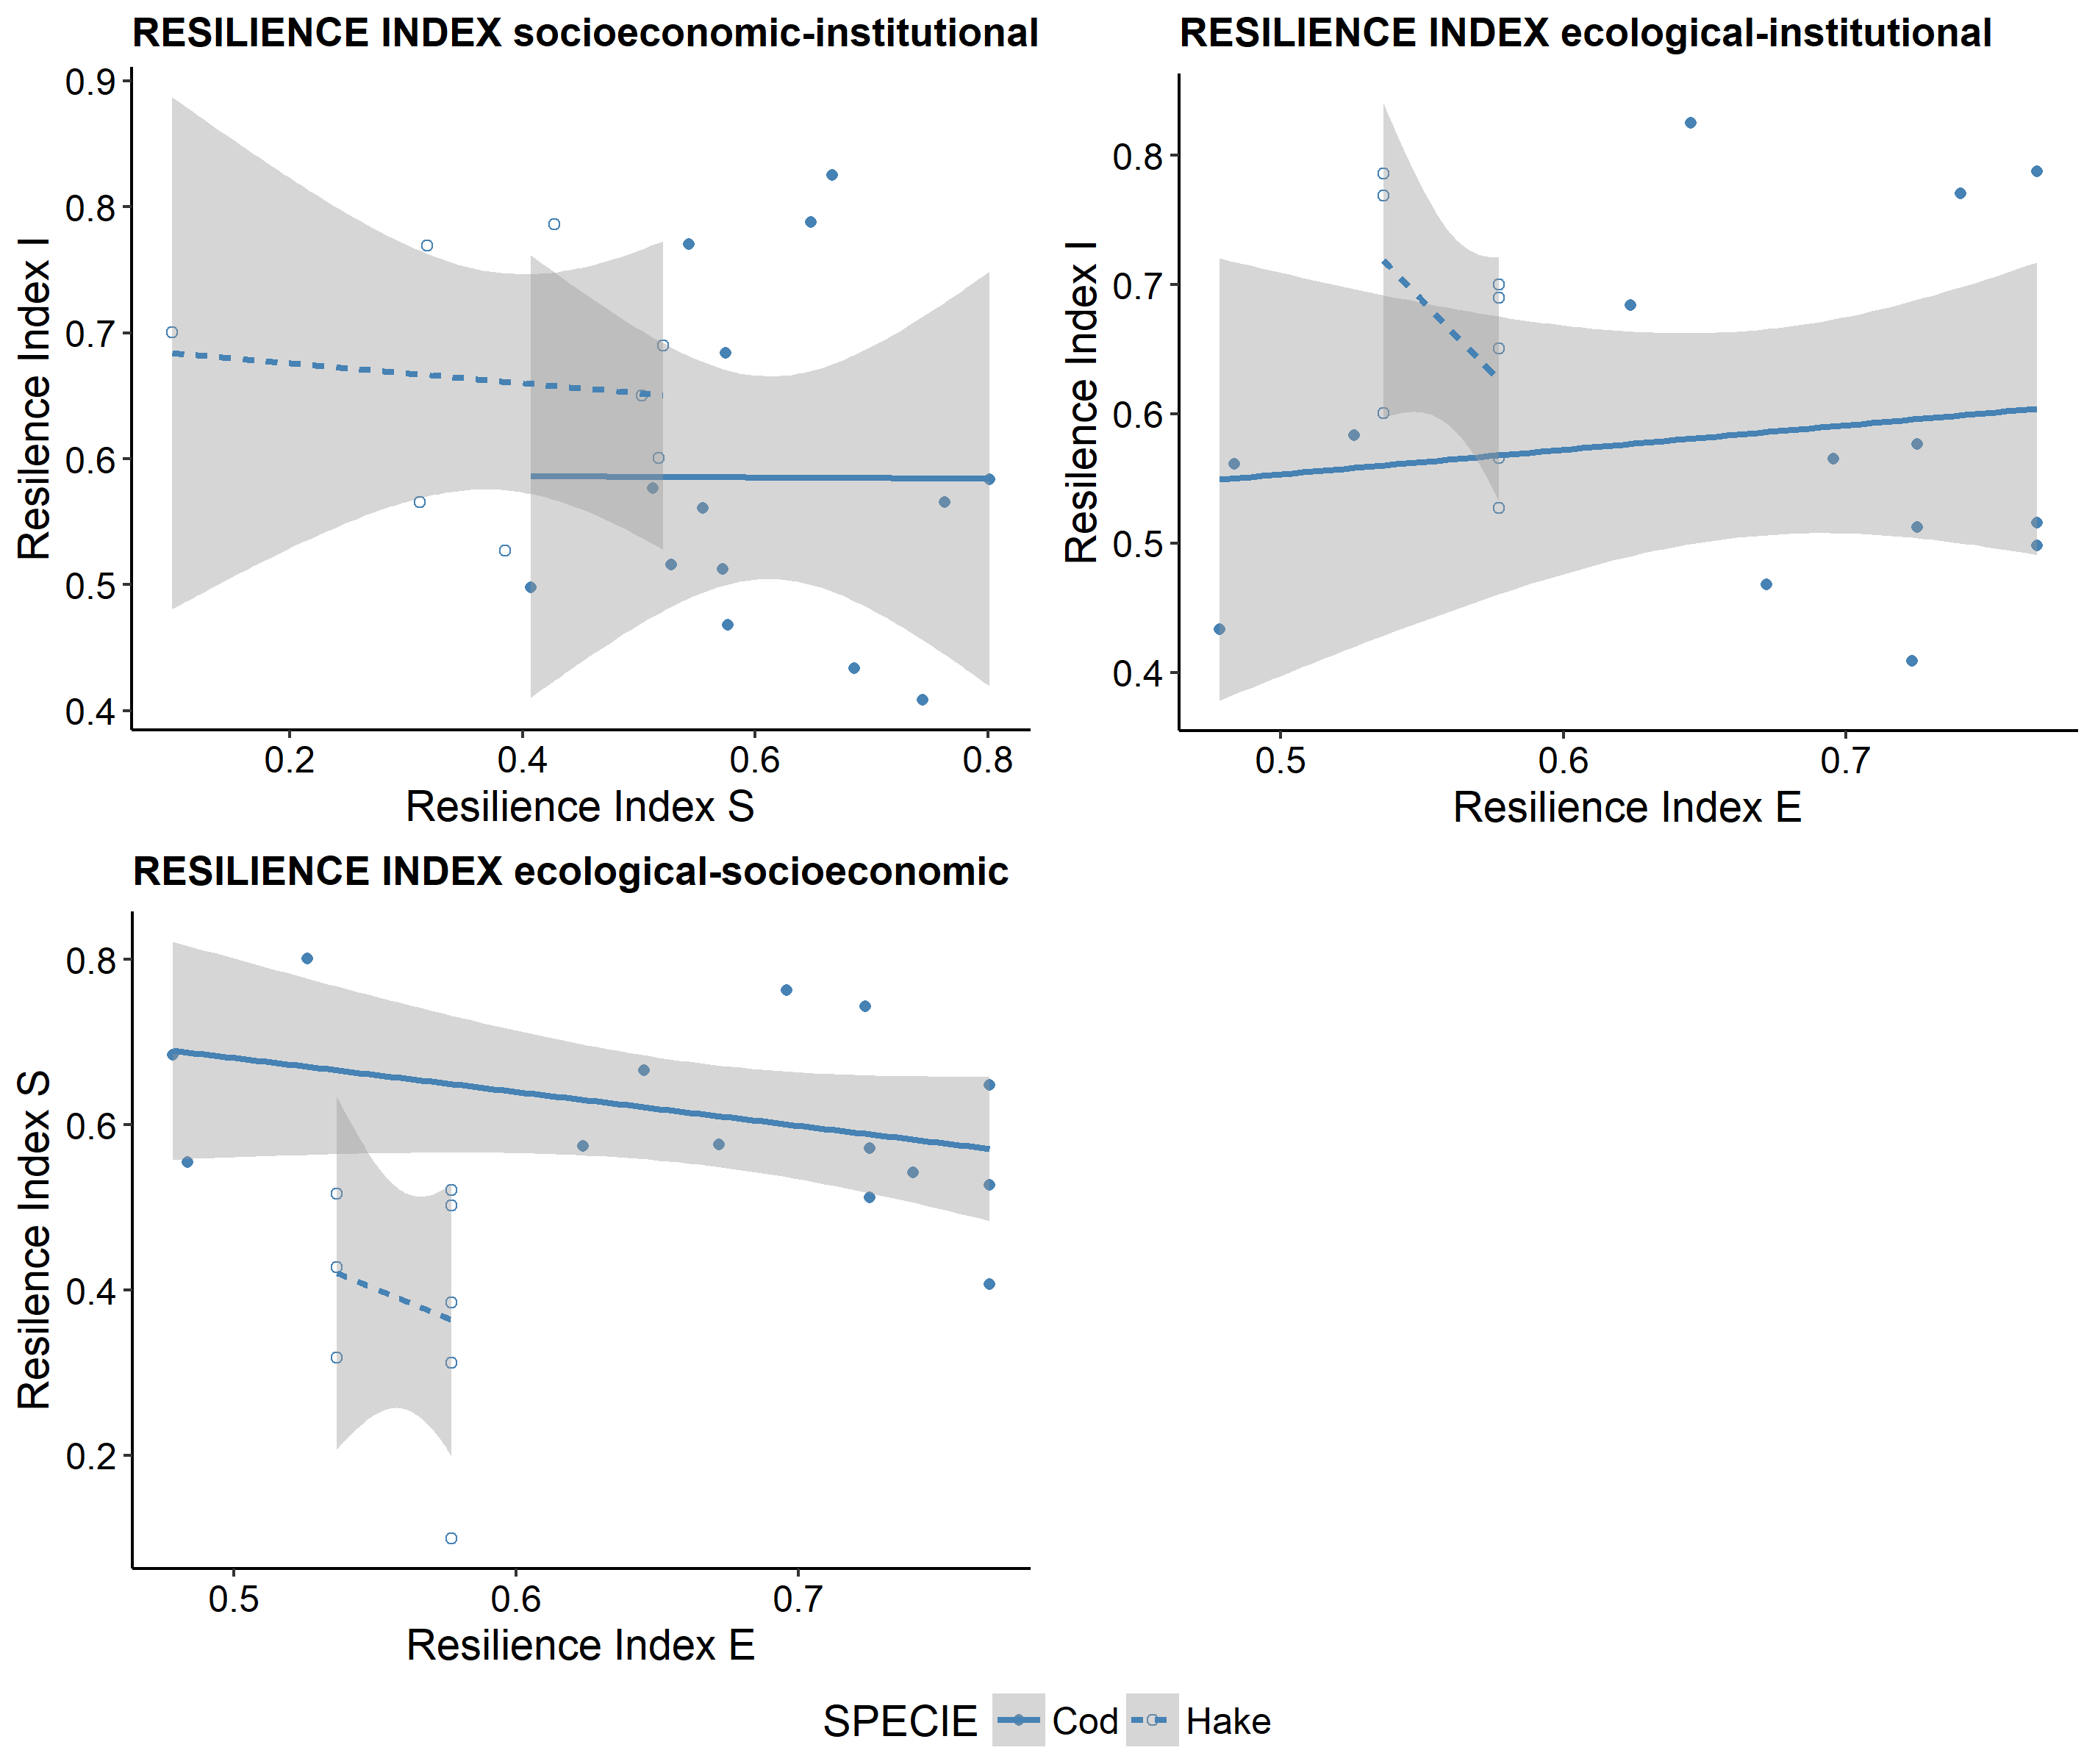 RESILIENCE INDEX socioeconomic-institutional
0.9
0.8
0.7
0.6
0.5
0.4
Resilence Index I
0.2 0.4 0.6 0.8
Resilience Index S
RESILIENCE INDEX ecological-institutional
0.8
0.7
0.6
0.5
0.4
Resilence Index I
0.5 0.6 0.7
Resilience Index E
RESILIENCE INDEX ecological-socioeconomic
0.8
0.6
0.4
0.2
Resilence Index S
0.5 0.6 0.7
Resilience Index E
SPECIE Cod Hake